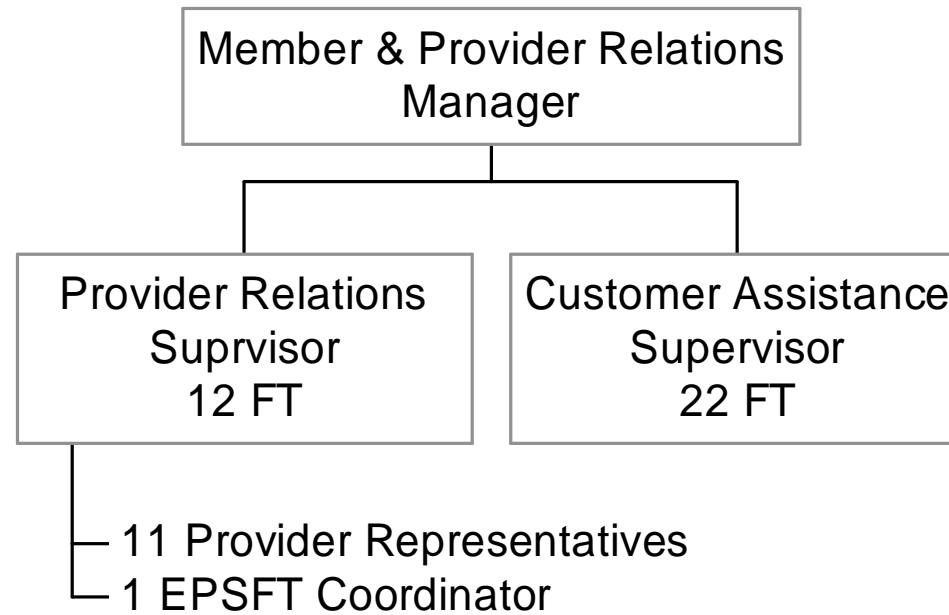 Member & Provider Relations
Manager
Provider Relations
Suprvisor
12 FT
Customer Assistance
Supervisor
22 FT
11 Provider Representatives
1 EPSFT Coordinator